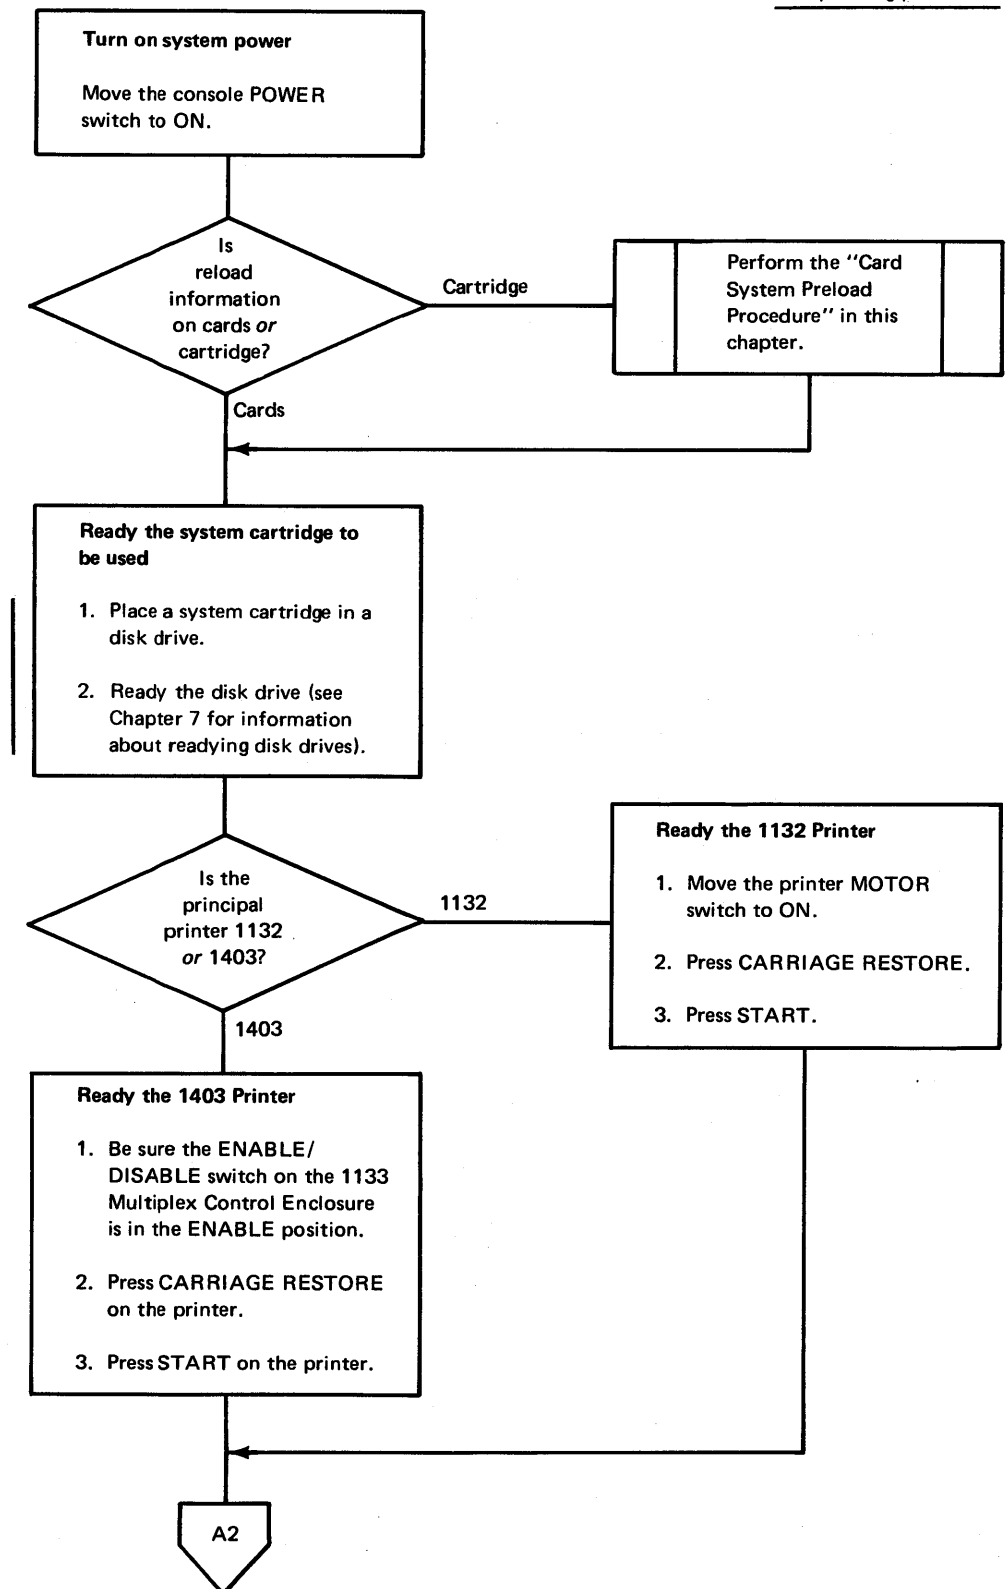 Turn on system power
Move the console POWER
switch to ON.
Is
reload
information
on cards or
cartridge?
Cartridge
Perform the "Card
System Preload
Procedure" in this
chapter.
Cards
Ready the system cartridge to
be used
1. Place a system cartridge in a
disk drive.
2. Ready the disk drive (see
Chapter 7 for information
about readying disk drives).
Is the
principal
printer 1132
or 1403?
1132
Ready the 1132 Printer
1. Move the printer MOTOR
switch to ON.
2. Press CARRIAGE RESTORE.
3. Press START.
1403
Ready the 1403 Printer
1. Be sure the ENABLE/
DISABLE switch on the 1133
Multiplex Control Enclosure
is in the ENABLE position.
2. Press CARRIAGE RESTORE
on the printer.
3. Press START on the printer.
A2